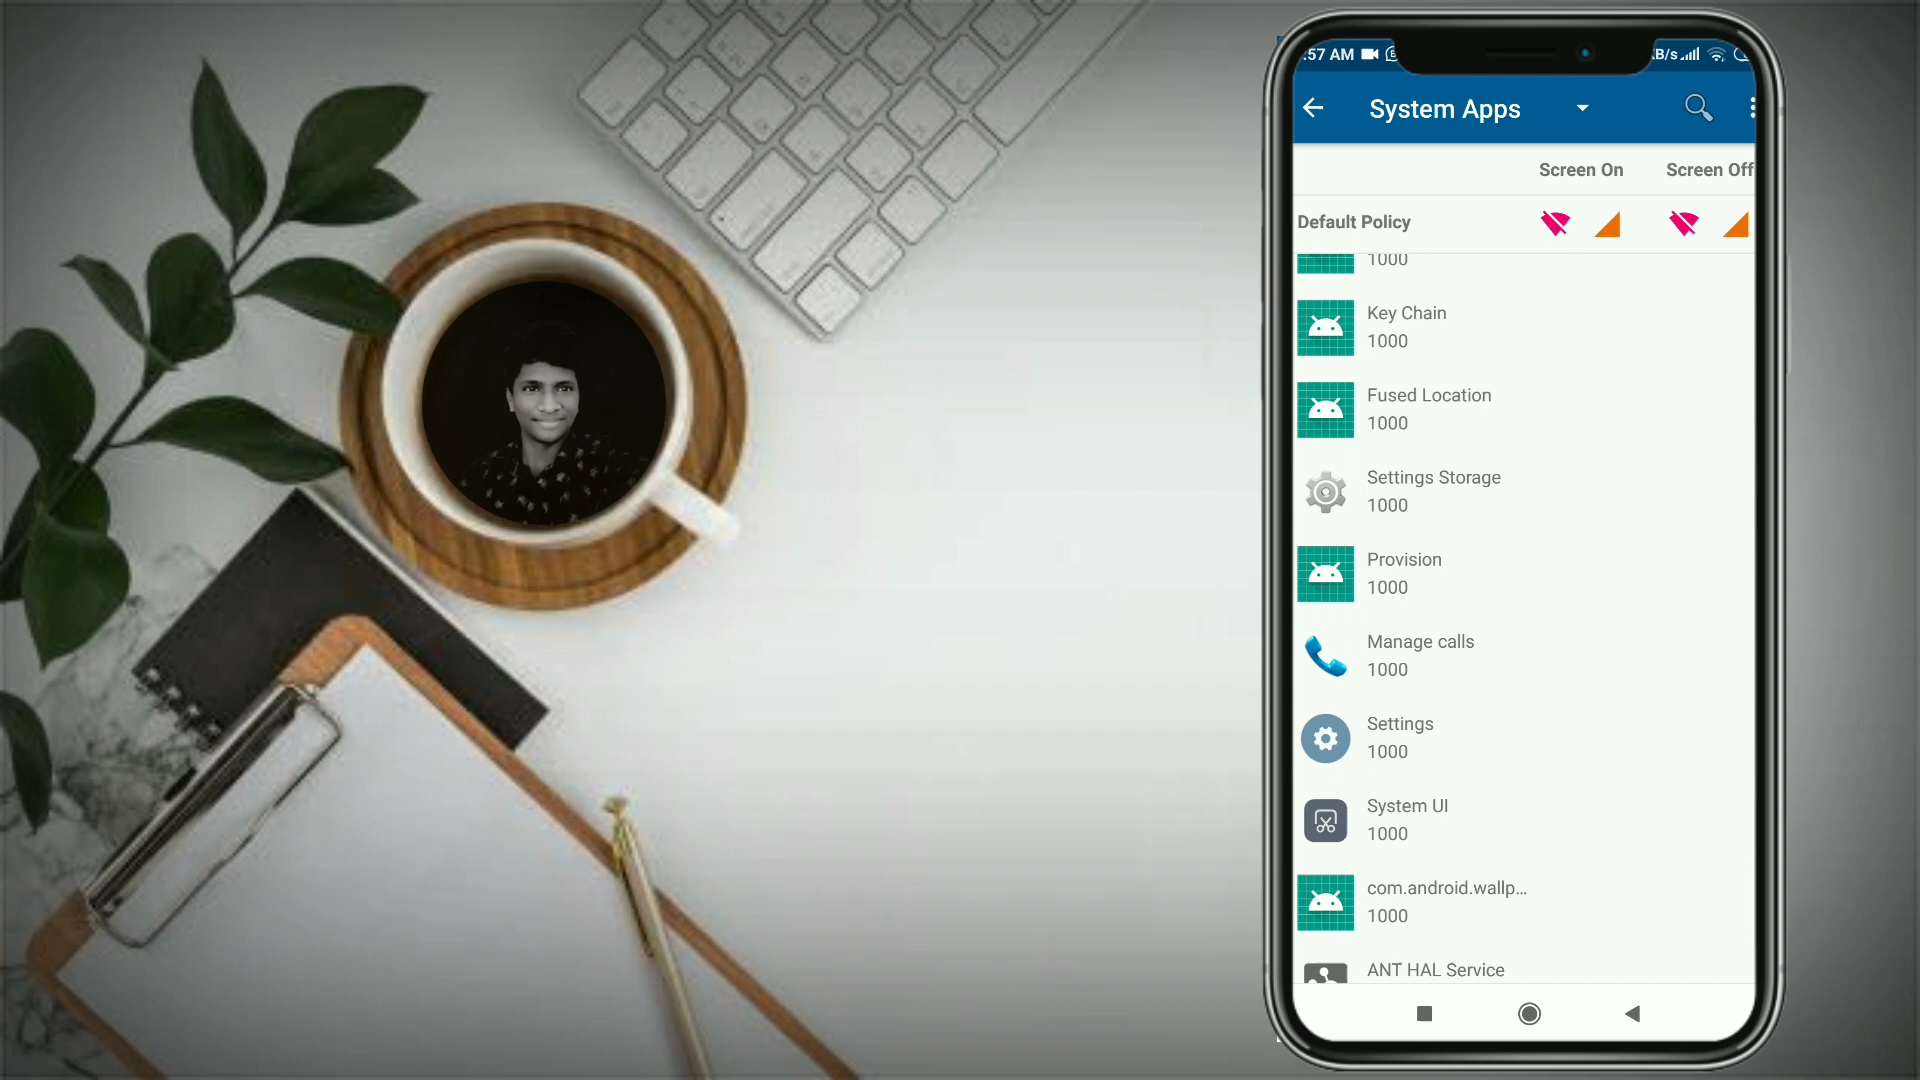 :57 AM
B/s
System Apps
Screen On Screen Off
Default Policy
1000
Key Chain
1000
Fused Location
1000
Settings Storage
1000
Provision
1000
Manage calls
1000
Settings
1000
System UI
1000
com.android.wallp...
1000
ANT HAL Service